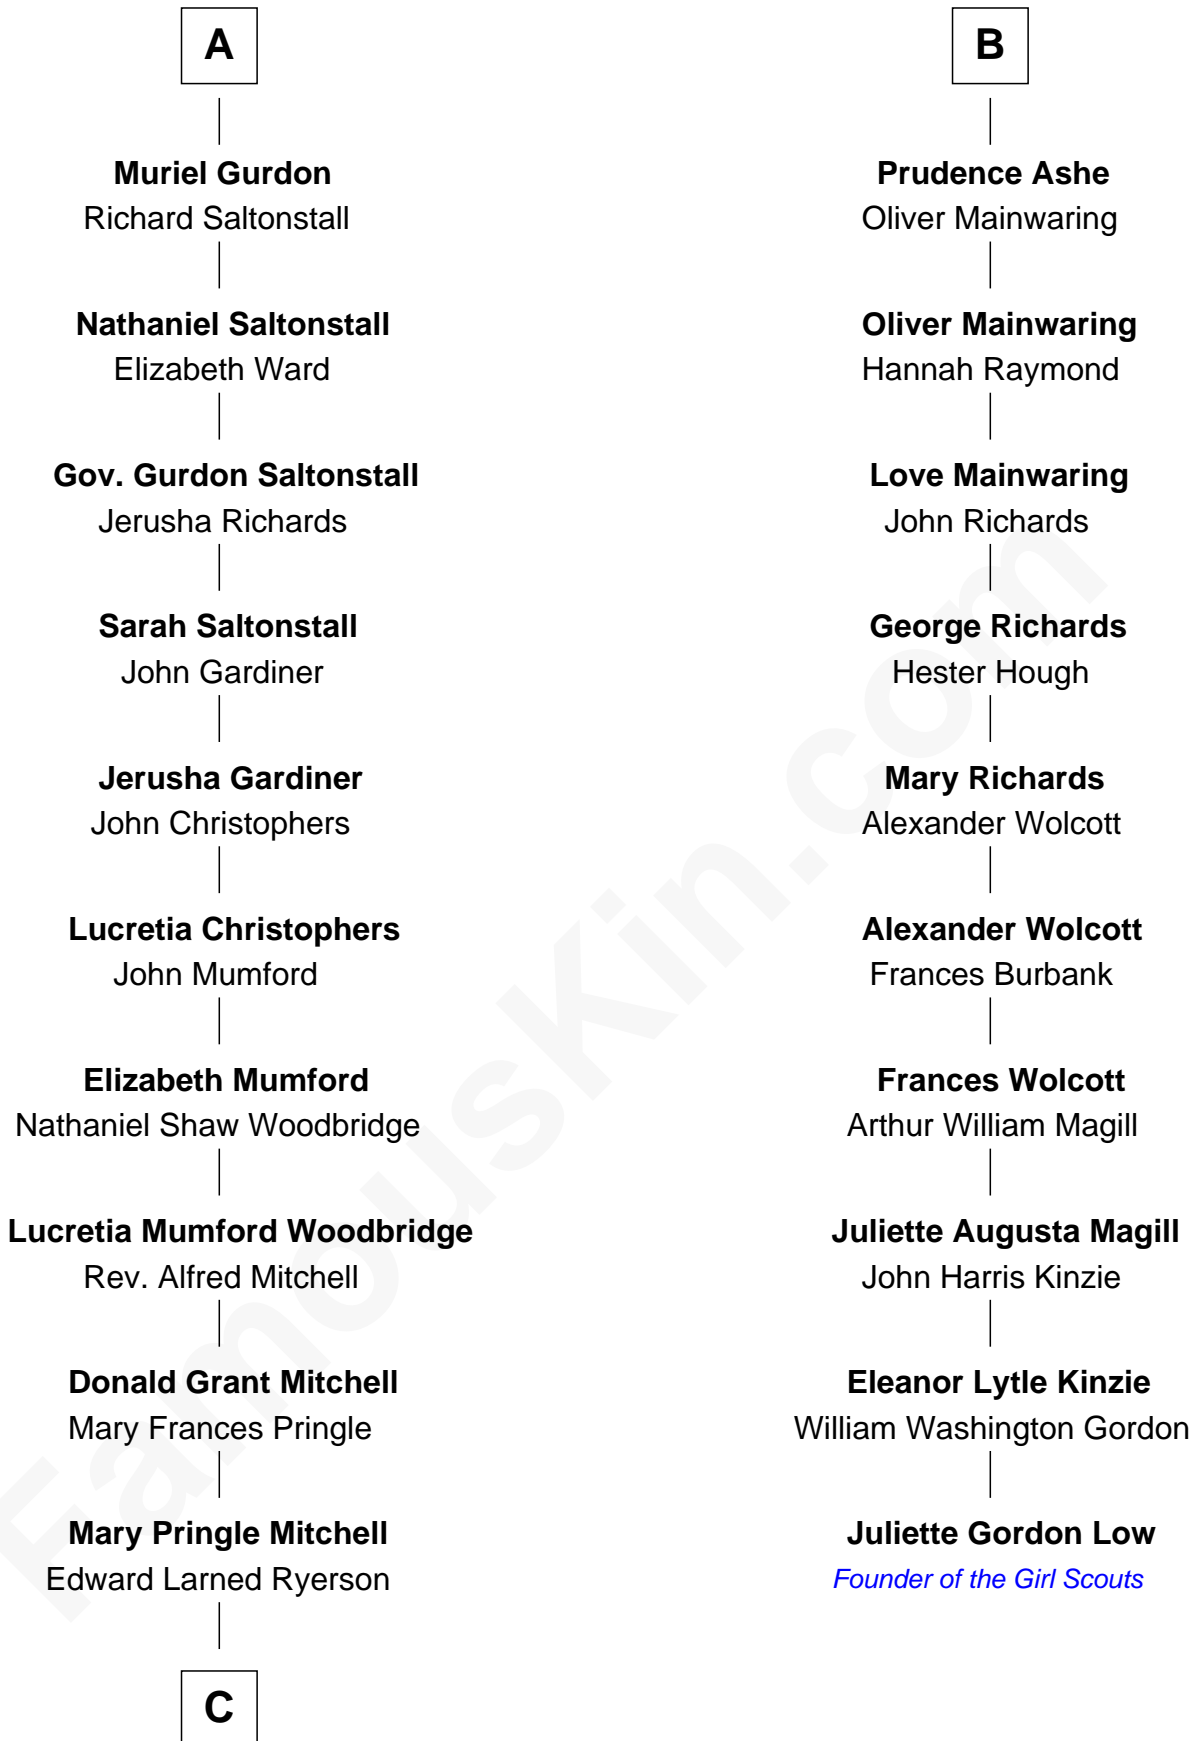 A
Muriel Gurdon
Richard Saltonstall
Nathaniel Saltonstall
Elizabeth Ward
Gov. Gurdon Saltonstall
Jerusha Richards
Sarah Saltonstall
John Gardiner
Jerusha Gardiner
John Christophers
Lucretia Christophers
John Mumford
Elizabeth Mumford
Nathaniel Shaw Woodbridge
Lucretia Mumford Woodbridge
Rev. Alfred Mitchell
Donald Grant Mitchell
Mary Frances Pringle
Mary Pringle Mitchell
Edward Larned Ryerson
C
B
Prudence Ashe
Oliver Mainwaring
Oliver Mainwaring
Hannah Raymond
Love Mainwaring
John Richards
George Richards
Hester Hough
Mary Richards
Alexander Wolcott
Alexander Wolcott
Frances Burbank
Frances Wolcott
Arthur William Magill
Juliette Augusta Magill
John Harris Kinzie
Eleanor Lytle Kinzie
William Washington Gordon
Juliette Gordon Low
Founder of the Girl Scouts
FamousKin.com